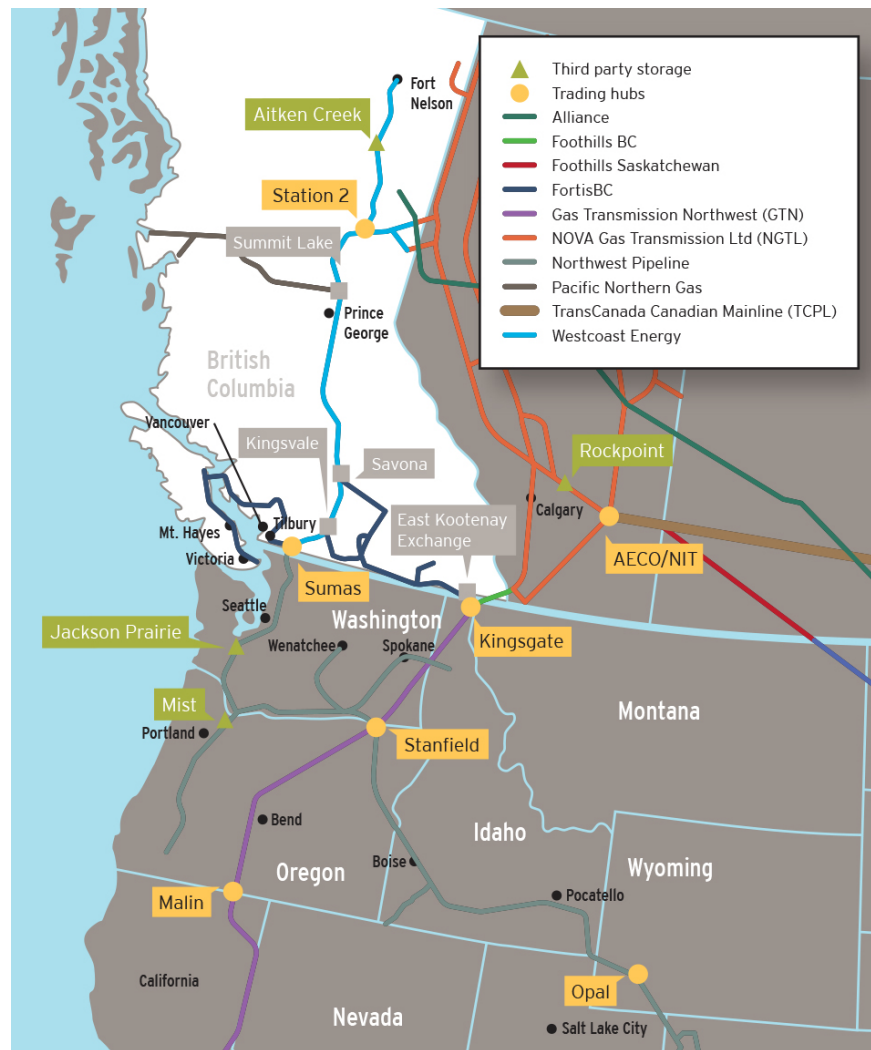 Third party storage
Trading hubs
Alliance
Foothills BC
Foothills Saskatchewan
FortisBC
Gas Transmission Northwest (GTN)
NOVA Gas Transmission Ltd (NGTL)
Northwest Pipeline
Pacific Northern Gas
TransCanada Canadian Mainline (TCPL)
Westcoast Energy
Fort
Nelson
Aitken Creek
Station 2
Summit Lake
Prince
George
British
Columbia
Vancouver
Kingsvale
Savona
Rockpoint
Calgary
East Kootenay
Exchange
Tilbury
Mt. Hayes
Victoria
AECO/NIT
Sumas
Seattle
Washington
Kingsgate
Jackson Prairie
Wenatchee
Spokane
Mist
Montana
Portland
Stanfield
Bend
Idaho
Boise
Oregon
Wyoming
Malin
Pocatello
California
Opal
Nevada
Salt Lake City